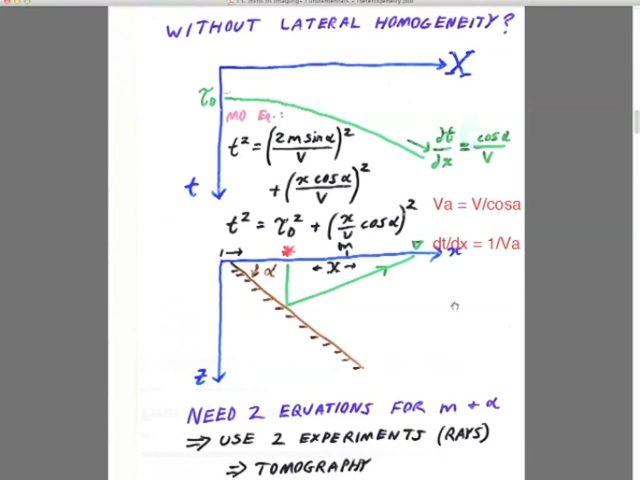 WITHOUT LATERAL HOMOGENEITY?
X
τ₀
MO Eq.:
t² = (2m sinα / V)²
+ (x cosα / V)²
dt/dx = cosα / V
t
t² = τ₀² + (x/V cosα)²
Va = V/cosa
dt/dx = 1/Va
m
x
α
x
z
NEED 2 EQUATIONS FOR m + α
⇒ USE 2 EXPERIMENTS (RAYS)
⇒ TOMOGRAPHY